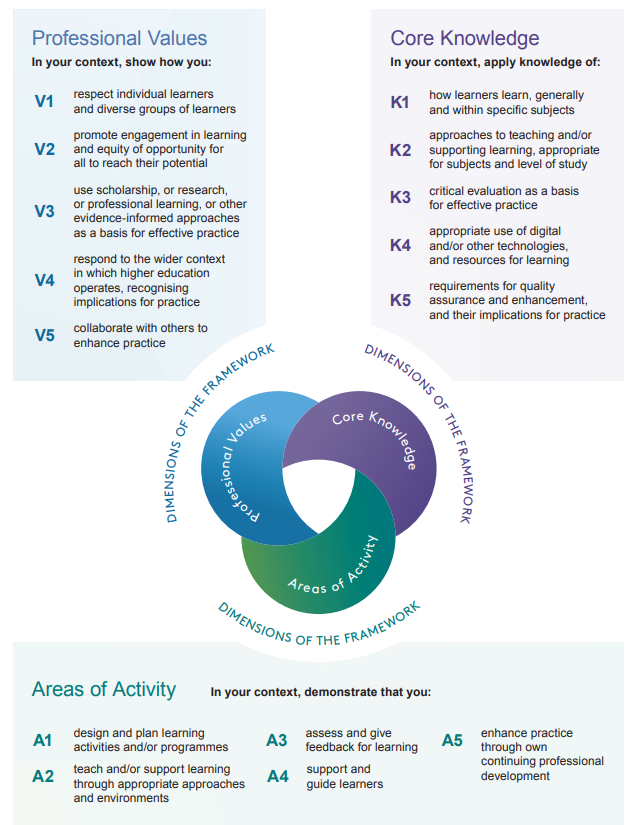 Professional Values
In your context, show how you:
V1 respect individual learners
and diverse groups of learners
V2 promote engagement in learning
and equity of opportunity for
all to reach their potential
V3 use scholarship, or research,
or professional learning, or other
evidence-informed approaches
as a basis for effective practice
V4 respond to the wider context
in which higher education
operates, recognising
implications for practice
V5 collaborate with others to
enhance practice
Core Knowledge
In your context, apply knowledge of:
K1 how learners learn, generally
and within specific subjects
K2 approaches to teaching and/or
supporting learning, appropriate
for subjects and level of study
K3 critical evaluation as a basis
for effective practice
K4 appropriate use of digital
and/or other technologies,
and resources for learning
K5 requirements for quality
assurance and enhancement,
and their implications for practice
DIMENSIONS OF THE FRAMEWORK
DIMENSIONS OF THE FRAMEWORK
Professional Values
Core Knowledge
Areas of Activity
DIMENSIONS OF THE FRAMEWORK
Areas of Activity
In your context, demonstrate that you:
A1 design and plan learning
activities and/or programmes
A2 teach and/or support learning
through appropriate approaches
and environments
A3 assess and give
feedback for learning
A4 support and
guide learners
A5 enhance practice
through own
continuing professional
development